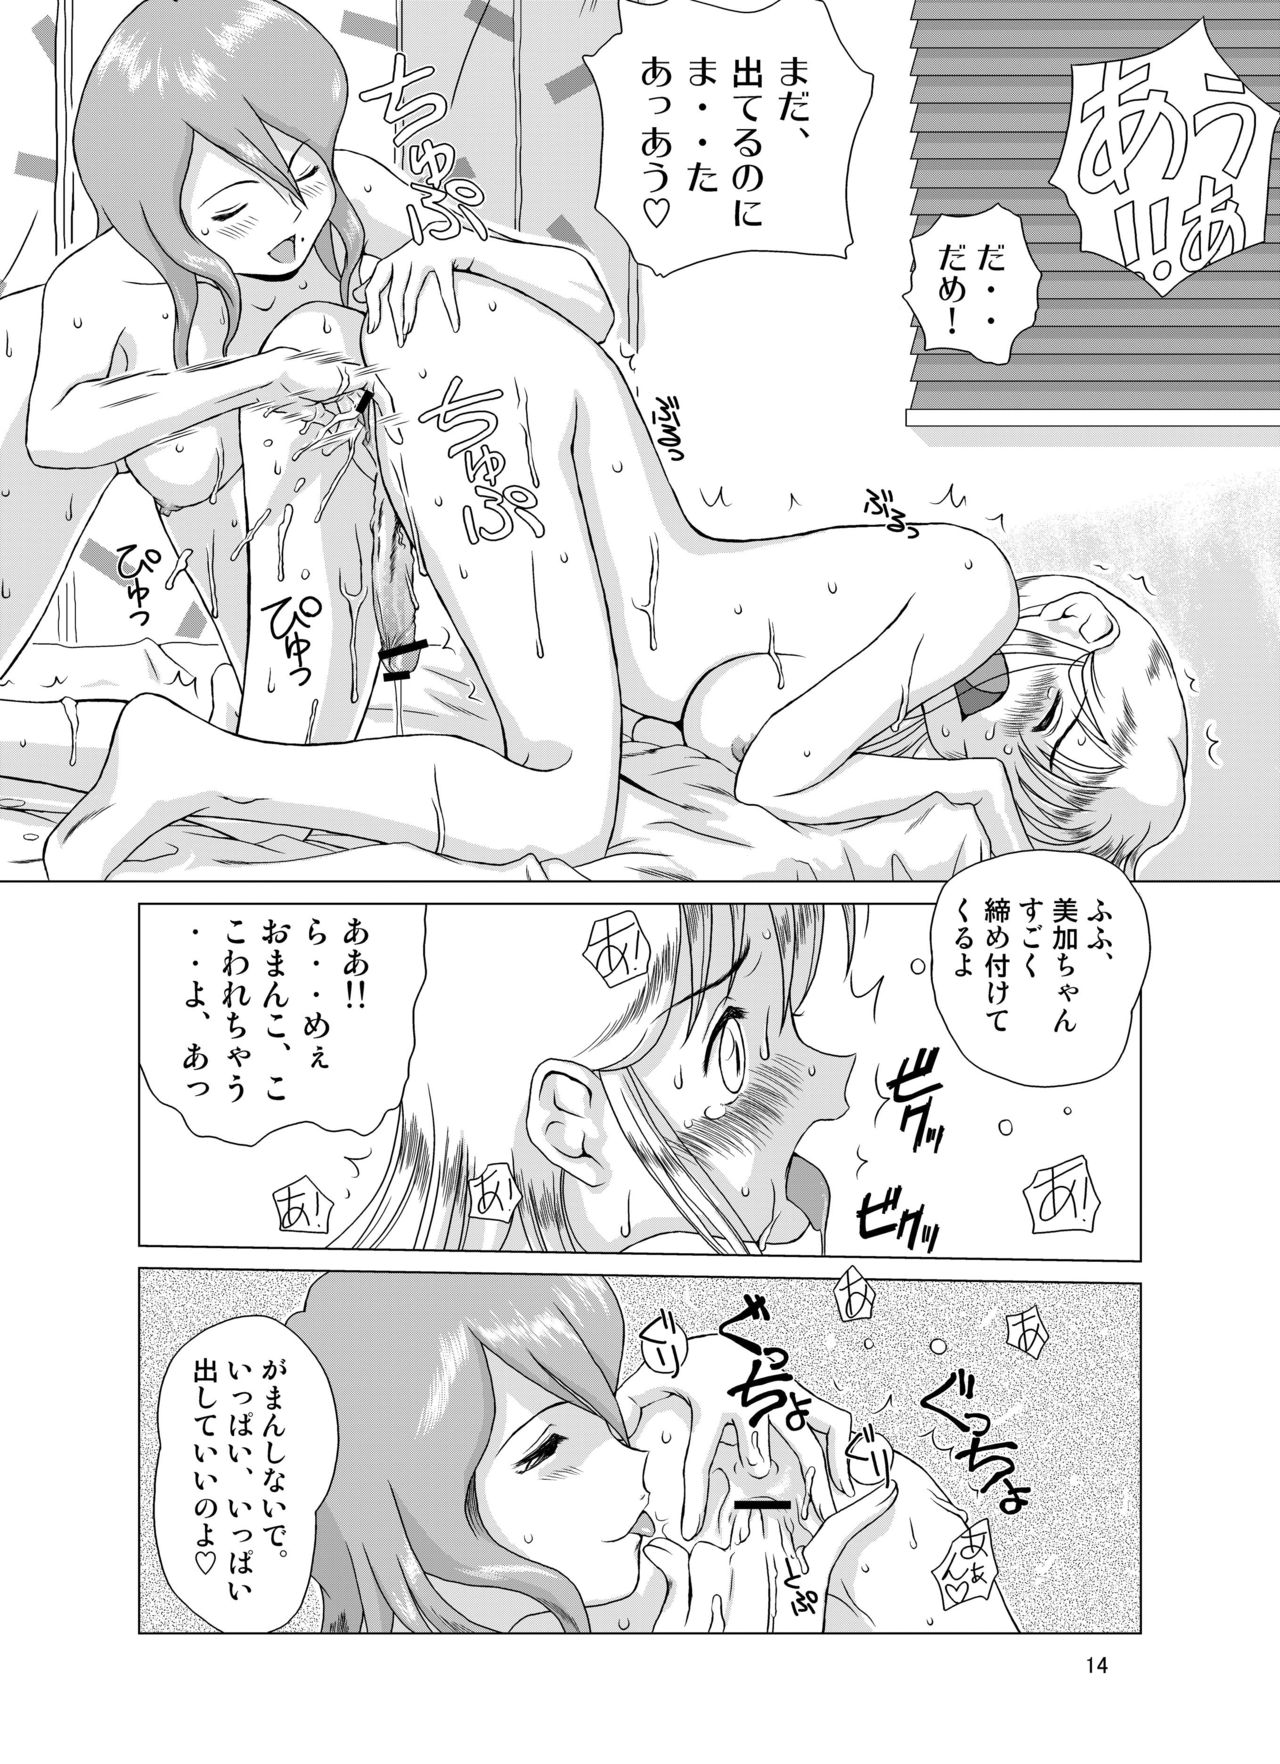 あうぁ
あ!!
だ・・
だめ!
まだ、
出てるのに
ま・・た
あっあう♡
ちゅぷ
ちゅぷ
ぶるっ
ぶるっ
ぴゅっ
ぴゅっ
ふふ、
美加ちゃん
すごく
締め付けて
くるよ
あ!
ビクッ
ビクッ
あ!
ああ!!
ら・・めぇ
おまんこ、こ
こわれちゃう
・・よ、あっ
あ!
あ!
あ
あ
ぐっちょ
ぐっちょ
ぐり
ぐり
とぷっ
あぁ
ん♡
がまんしないで。
いっぱい、いっぱい
出していいのよ♡
14